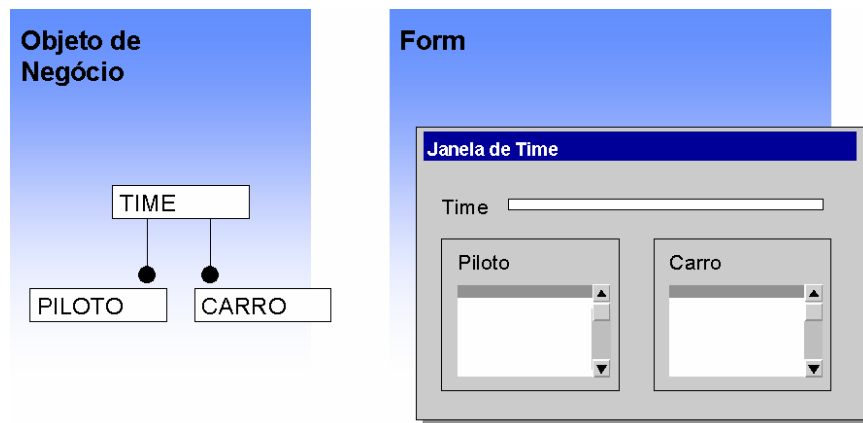 Objeto de
Negócio
TIME
PILOTO
CARRO
Form
Janela de Time
Time
Piloto
Carro